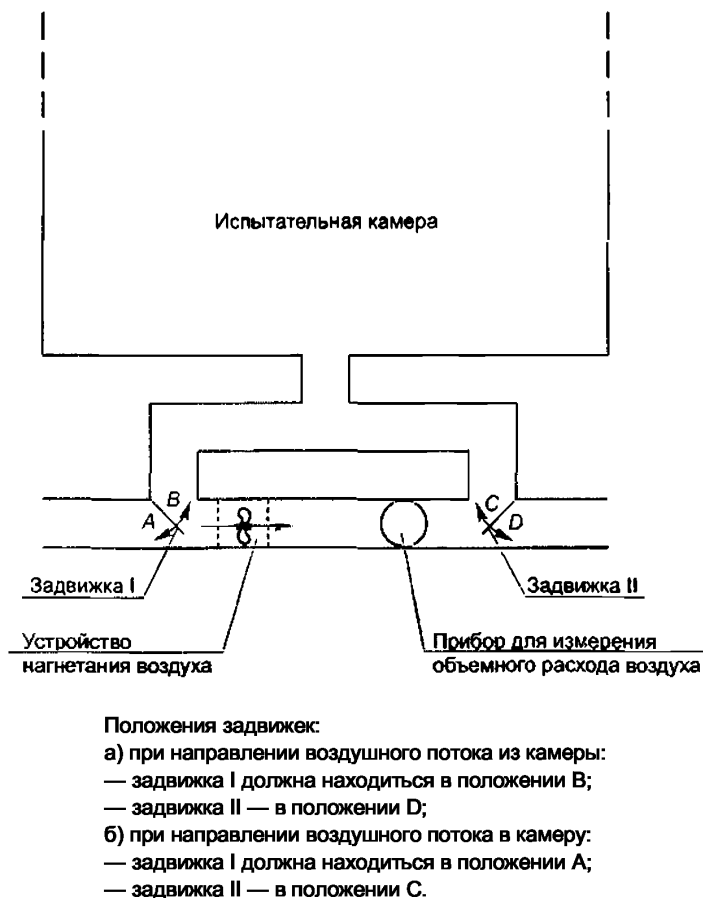 Испытательная камера
A
B
C
D
Задвижка I
Задвижка II
Устройство
нагнетания воздуха
Прибор для измерения
объемного расхода воздуха
Положения задвижек:
а) при направлении воздушного потока из камеры:
— задвижка I должна находиться в положении B;
— задвижка II — в положении D;
б) при направлении воздушного потока в камеру:
— задвижка I должна находиться в положении A;
— задвижка II — в положении C.